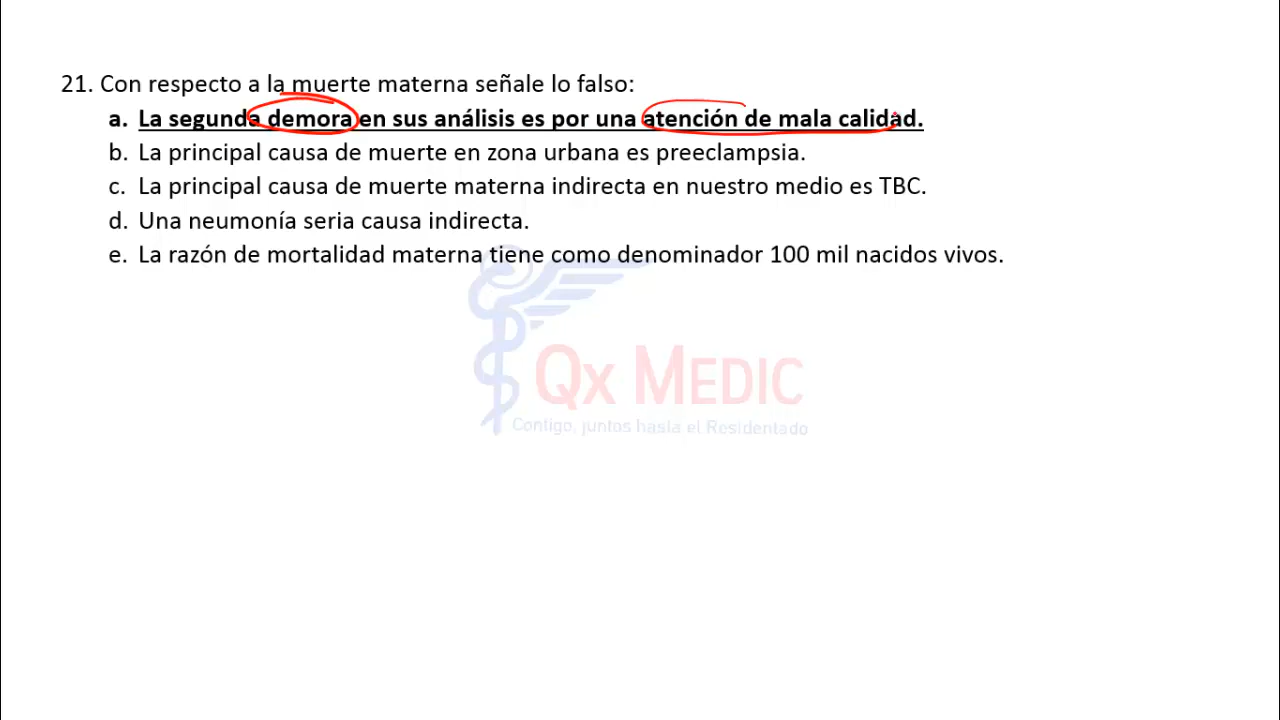 21. Con respecto a la muerte materna señale lo falso:
a. La segunda demora en sus análisis es por una atención de mala calidad.
b. La principal causa de muerte en zona urbana es preeclampsia.
c. La principal causa de muerte materna indirecta en nuestro medio es TBC.
d. Una neumonía seria causa indirecta.
e. La razón de mortalidad materna tiene como denominador 100 mil nacidos vivos.
Qx MEDIC
Contigo, juntos hasta el Residentado